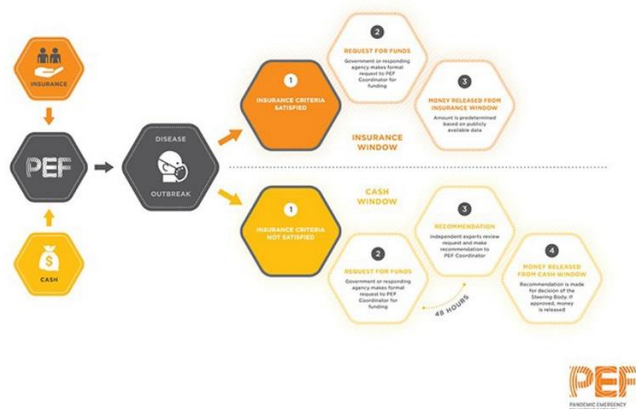 INSURANCE
PEF
CASH
DISEASE
OUTBREAK
1
INSURANCE CRITERIA
SATISFIED
2
REQUEST FOR FUNDS
Government or responding
agency makes formal
request to PEF
Coordinator for
funding
3
MONEY RELEASED FROM
INSURANCE WINDOW
Amount is predetermined
based on publicly
available data
INSURANCE
WINDOW
CASH
WINDOW
1
INSURANCE CRITERIA
NOT SATISFIED
2
REQUEST FOR FUNDS
Government or responding
agency makes formal
request to PEF
Coordinator for
funding
3
RECOMMENDATION
Independent experts review
request and make
recommendation to
PEF Coordinator
48 HOURS
4
MONEY RELEASED
FROM CASH WINDOW
Recommendation is made
for decision of the
Steering Body. If
approved, money
is released
PEF
PANDEMIC EMERGENCY